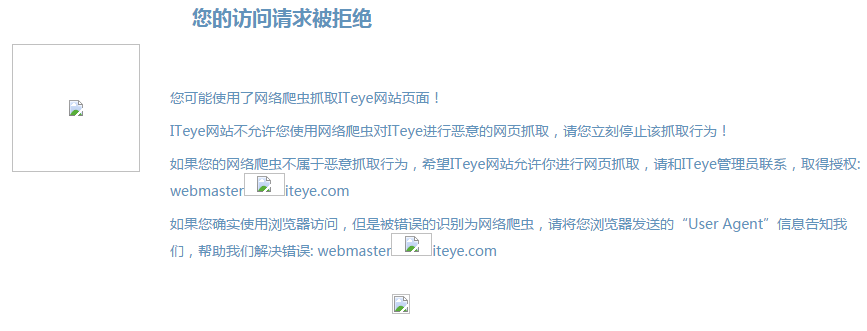 您的访问请求被拒绝
您可能使用了网络爬虫抓取ITeye网站页面！
ITeye网站不允许您使用网络爬虫对ITeye进行恶意的网页抓取，请您立刻停止该抓取行为！
如果您的网络爬虫不属于恶意抓取行为，希望ITeye网站允许你进行网页抓取，请和ITeye管理员联系，取得授权:
webmaster iteye.com
如果您确实使用浏览器访问，但是被错误的识别为网络爬虫，请将您浏览器发送的“User Agent”信息告知我
们，帮助我们解决错误: webmaster iteye.com